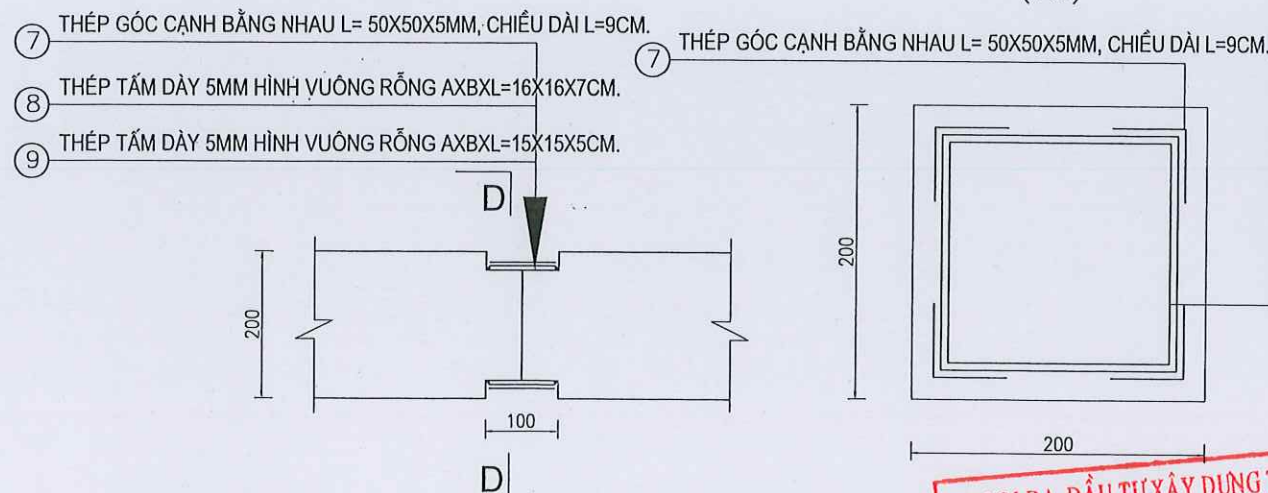 7 THÉP GÓC CẠNH BẰNG NHAU L= 50X50X5MM, CHIỀU DÀI L=9CM.
8 THÉP TẤM DÀY 5MM HÌNH VUÔNG RỖNG AXBXL=16X16X7CM.
9 THÉP TẤM DÀY 5MM HÌNH VUÔNG RỖNG AXBXL=15X15X5CM.
D
200
100
D
7 THÉP GÓC CẠNH BẰNG NHAU L= 50X50X5MM, CHIỀU DÀI L=9CM.
200
200
ĐẦU TƯ XÂY DỰNG